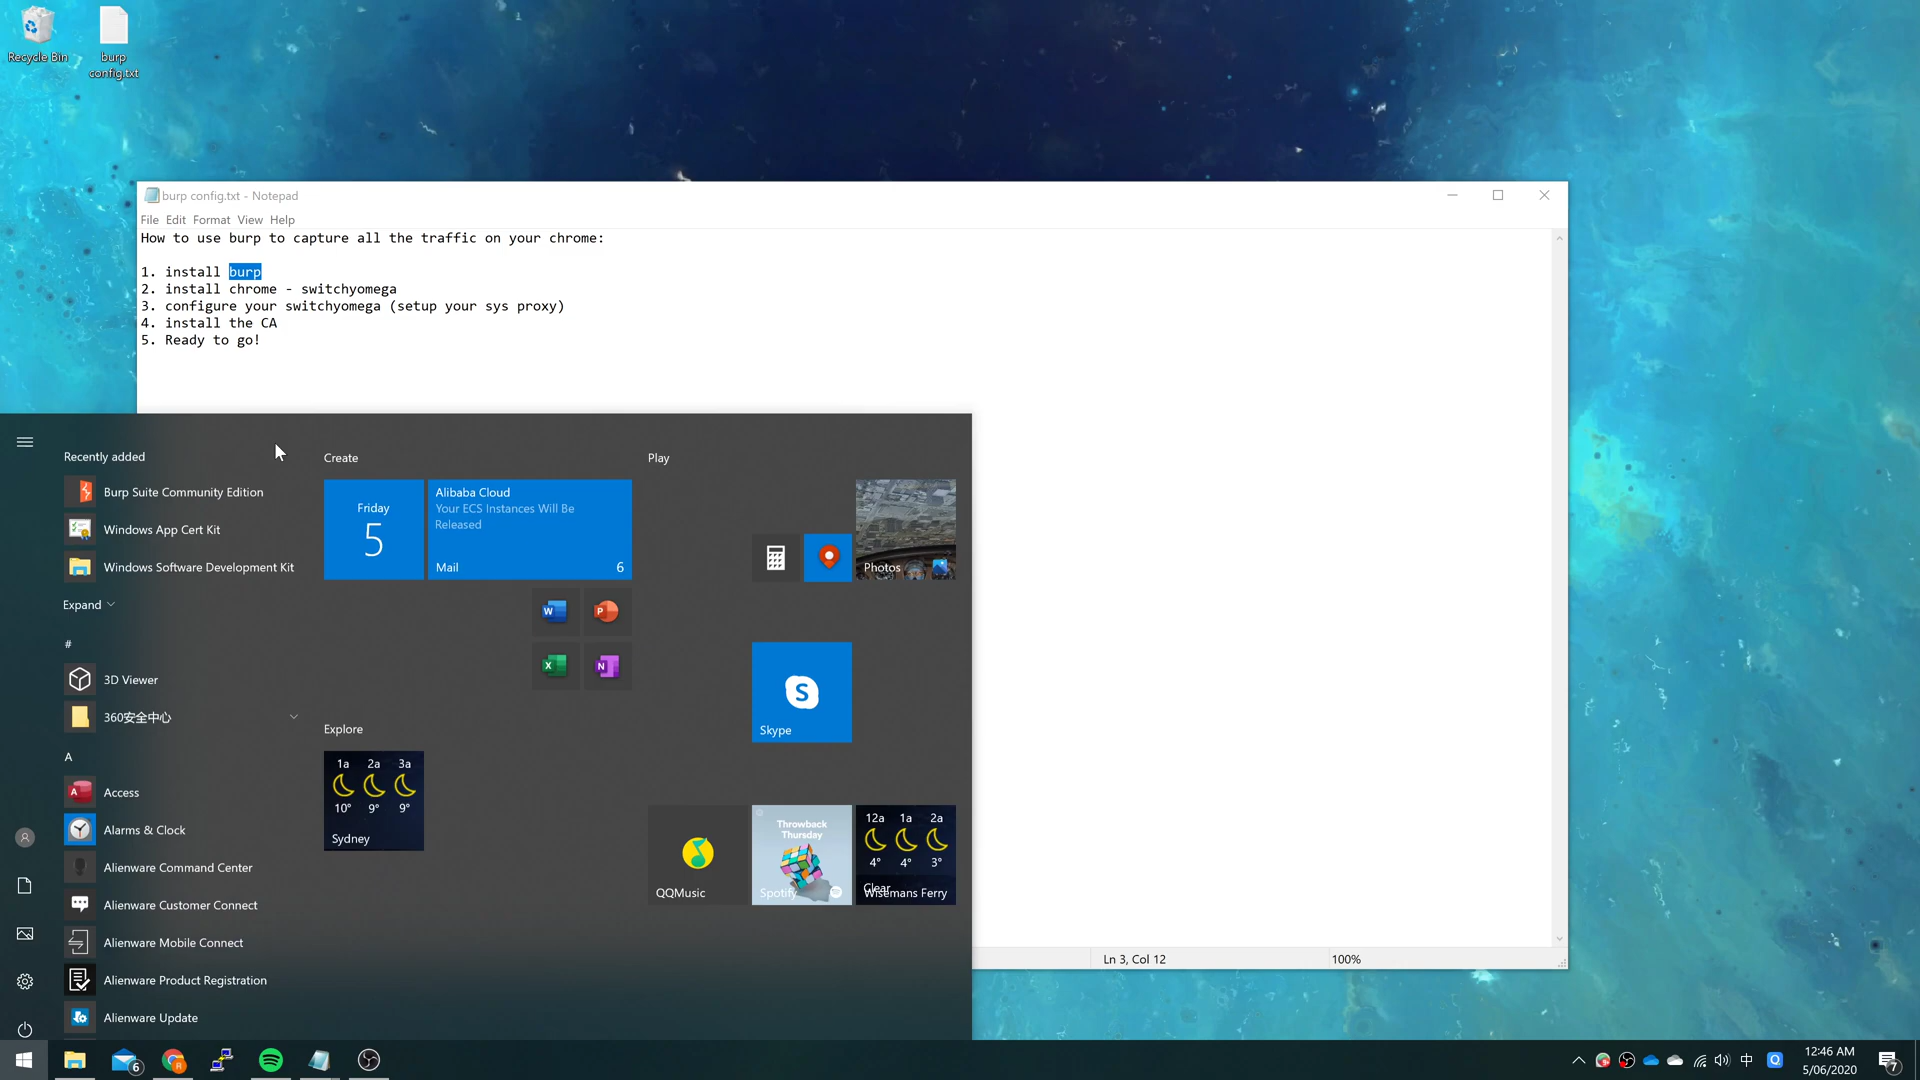 Recycle Bin
burp
config.txt
burp config.txt - Notepad
File Edit Format View Help
How to use burp to capture all the traffic on your chrome:
1. install burp
2. install chrome - switchyomega
3. configure your switchyomega (setup your sys proxy)
4. install the CA
5. Ready to go!
Recently added
Burp Suite Community Edition
Windows App Cert Kit
Windows Software Development Kit
Expand
#
3D Viewer
360安全中心
A
Access
Alarms & Clock
Alienware Command Center
Alienware Customer Connect
Alienware Mobile Connect
Alienware Product Registration
Alienware Update
Create
Friday
5
Alibaba Cloud
Your ECS Instances Will Be
Released
Mail 6
Explore
1a 2a 3a
10° 9° 9°
Sydney
Play
Photos
Skype
QQMusic
Throwback
Thursday
Spotify
12a 1a 2a
4° 4° 3°
Clear
Wisemans Ferry
Ln 3, Col 12
100%
6
中
12:46 AM
5/06/2020
7